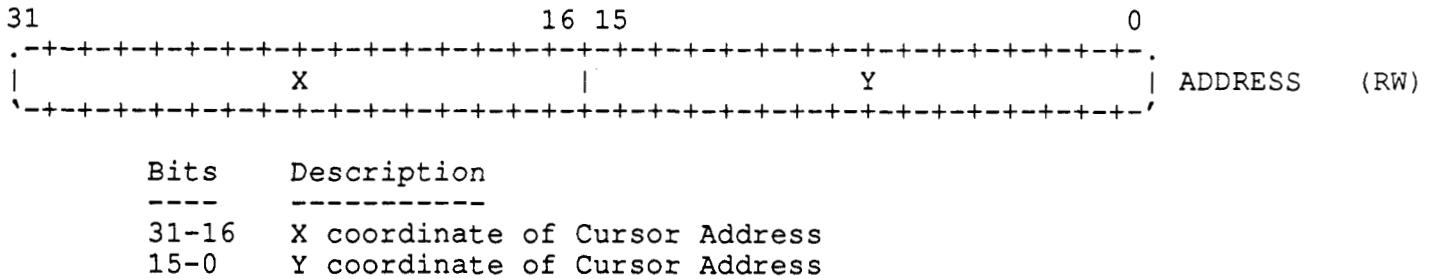 31                              16 15                             0
.-+-+-+-+-+-+-+-+-+-+-+-+-+-+-+-+-+-+-+-+-+-+-+-+-+-+-+-+-+-+-+-.
|               X               |               Y               | ADDRESS   (RW)
`-+-+-+-+-+-+-+-+-+-+-+-+-+-+-+-+-+-+-+-+-+-+-+-+-+-+-+-+-+-+-+-'
Bits    Description
----    -----------
31-16   X coordinate of Cursor Address
15-0    Y coordinate of Cursor Address